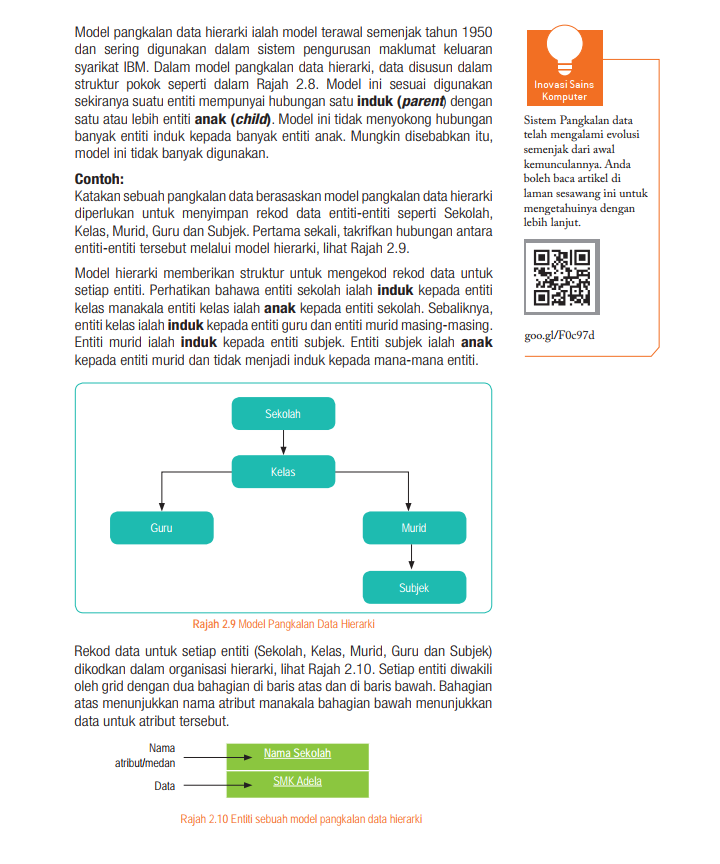 Model pangkalan data hierarki ialah model terawal semenjak tahun 1950
dan sering digunakan dalam sistem pengurusan maklumat keluaran
syarikat IBM. Dalam model pangkalan data hierarki, data disusun dalam
struktur pokok seperti dalam Rajah 2.8. Model ini sesuai digunakan
sekiranya suatu entiti mempunyai hubungan satu induk (parent) dengan
satu atau lebih entiti anak (child). Model ini tidak menyokong hubungan
banyak entiti induk kepada banyak entiti anak. Mungkin disebabkan itu,
model ini tidak banyak digunakan.
Contoh:
Katakan sebuah pangkalan data berasaskan model pangkalan data hierarki
diperlukan untuk menyimpan rekod data entiti-entiti seperti Sekolah,
Kelas, Murid, Guru dan Subjek. Pertama sekali, takrifkan hubungan antara
entiti-entiti tersebut melalui model hierarki, lihat Rajah 2.9.
Model hierarki memberikan struktur untuk mengekod rekod data untuk
setiap entiti. Perhatikan bahawa entiti sekolah ialah induk kepada entiti
kelas manakala entiti kelas ialah anak kepada entiti sekolah. Sebaliknya,
entiti kelas ialah induk kepada entiti guru dan entiti murid masing-masing.
Entiti murid ialah induk kepada entiti subjek. Entiti subjek ialah anak
kepada entiti murid dan tidak menjadi induk kepada mana-mana entiti.
Sekolah
Kelas
Guru
Murid
Subjek
Rajah 2.9 Model Pangkalan Data Hierarki
Rekod data untuk setiap entiti (Sekolah, Kelas, Murid, Guru dan Subjek)
dikodkan dalam organisasi hierarki, lihat Rajah 2.10. Setiap entiti diwakili
oleh grid dengan dua bahagian di baris atas dan di baris bawah. Bahagian
atas menunjukkan nama atribut manakala bahagian bawah menunjukkan
data untuk atribut tersebut.
Nama
atribut/medan
Nama Sekolah
Data
SMK Adela
Rajah 2.10 Entiti sebuah model pangkalan data hierarki
Inovasi Sains
Komputer
Sistem Pangkalan data
telah mengalami evolusi
semenjak dari awal
kemunculannya. Anda
boleh baca artikel di
laman sesawang ini untuk
mengetahuinya dengan
lebih lanjut.
goo.gl/F0c97d